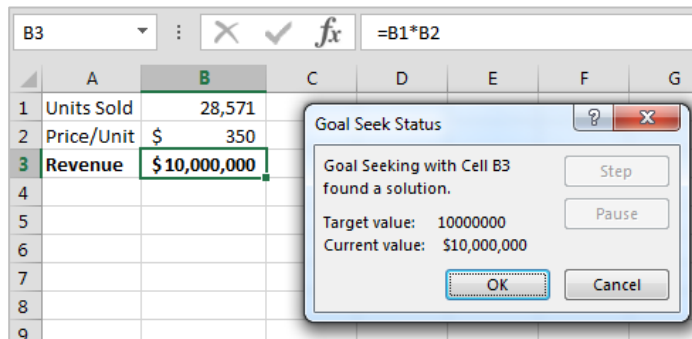 B3 fx =B1*B2
A B C D E F G
1 Units Sold 28,571
2 Price/Unit $ 350
3 Revenue $10,000,000
4
5
6
7
8
9
Goal Seek Status ? X
Goal Seeking with Cell B3
found a solution.
Step
Target value: 10000000
Pause
Current value: $10,000,000
OK Cancel